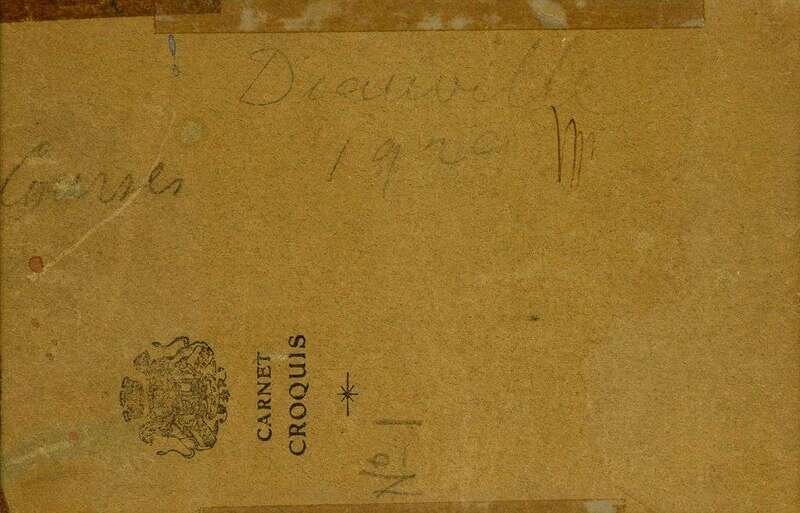 Deauville
1920
Courses
CARNET
CROQUIS
No 1